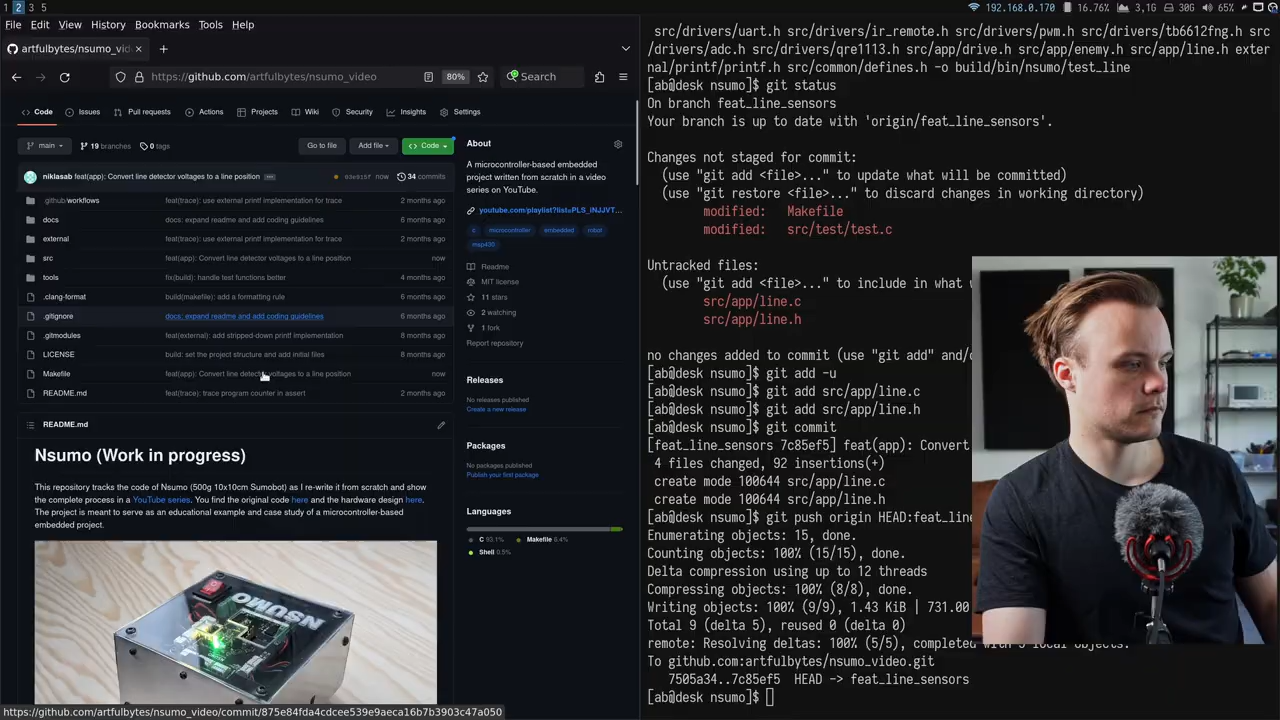 1 2 3 5
192.168.0.170 16.76% 3,1G 30G 65%
File Edit View History Bookmarks Tools Help
artfulbytes/nsumo_vid
https://github.com/artfulbytes/nsumo_video 80% Search
Code Issues Pull requests Actions Projects Wiki Security Insights Settings
main 19 branches 0 tags Go to file Add file Code
niklasab feat(app): Convert line detector voltages to a line position now 34 commits
.github/workflows feat(trace): use external printf implementation for trace 2 months ago
docs docs: expand readme and add coding guidelines 6 months ago
external feat(trace): use external printf implementation for trace 2 months ago
src feat(app): Convert line detector voltages to a line position now
tools fix(build): handle test functions better 4 months ago
.clang-format build(makefile): add a formatting rule 6 months ago
.gitignore docs: expand readme and add coding guidelines 6 months ago
.gitmodules feat(external): add stripped-down printf implementation 8 months ago
LICENSE build: set the project structure and add initial files 8 months ago
Makefile feat(app): Convert line detector voltages to a line position now
README.md feat(trace): trace program counter in assert 2 months ago
README.md
Nsumo (Work in progress)
This repository tracks the code of Nsumo (500g 10x10cm Sumobot) as I re-write it from scratch and show
the complete process in a YouTube series. You find the original code here and the hardware design here.
The project is meant to serve as an educational example and case study of a microcontroller-based
embedded project.
NSUMO
https://github.com/artfulbytes/nsumo_video/commit/875e84fda4cdcee539e9aeca16b7b3903c47a050
About
A microcontroller-based embedded
project written from scratch in a video
series on YouTube.
youtube.com/playlist?list=PLS_iNJJVT...
c microcontroller embedded robot
msp430
Readme
MIT license
11 stars
2 watching
1 fork
Report repository
Releases
No releases published
Create a new release
Packages
No packages published
Publish your first package
Languages
C 93.1% Makefile 6.4%
Shell 0.5%
src/drivers/uart.h src/drivers/ir_remote.h src/drivers/pwm.h src/drivers/tb6612fng.h src
/drivers/adc.h src/drivers/qre1113.h src/app/drive.h src/app/enemy.h src/app/line.h exter
nal/printf/printf.h src/common/defines.h -o build/bin/nsumo/test_line
[ab@desk nsumo]$ git status
On branch feat_line_sensors
Your branch is up to date with 'origin/feat_line_sensors'.
Changes not staged for commit:
(use "git add <file>..." to update what will be committed)
(use "git restore <file>..." to discard changes in working directory)
modified: Makefile
modified: src/test/test.c
Untracked files:
(use "git add <file>..." to include in what w
src/app/line.c
src/app/line.h
no changes added to commit (use "git add" and/o
[ab@desk nsumo]$ git add -u
[ab@desk nsumo]$ git add src/app/line.c
[ab@desk nsumo]$ git add src/app/line.h
[ab@desk nsumo]$ git commit
[feat_line_sensors 7c85ef5] feat(app): Convert
4 files changed, 92 insertions(+)
create mode 100644 src/app/line.c
create mode 100644 src/app/line.h
[ab@desk nsumo]$ git push origin HEAD:feat_line
Enumerating objects: 15, done.
Counting objects: 100% (15/15), done.
Delta compression using up to 12 threads
Compressing objects: 100% (8/8), done.
Writing objects: 100% (9/9), 1.43 KiB | 731.00
Total 9 (delta 5), reused 0 (delta 0)
remote: Resolving deltas: 100% (5/5), completed with 5 local objects.
To github.com:artfulbytes/nsumo_video.git
7505a34..7c85ef5 HEAD -> feat_line_sensors
[ab@desk nsumo]$